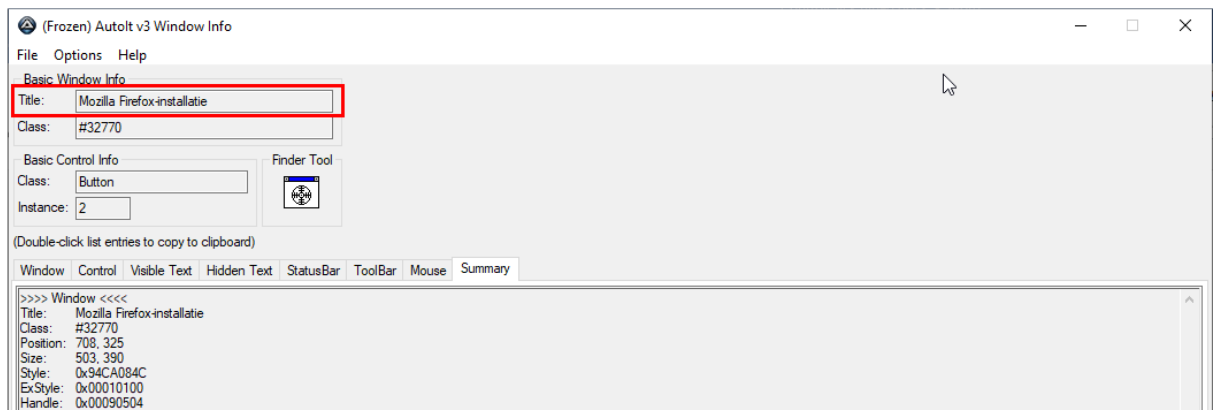 (Frozen) AutoIt v3 Window Info
File Options Help
Basic Window Info
Title: Mozilla Firefox-installatie
Class: #32770
Basic Control Info
Finder Tool
Class: Button
Instance: 2
(Double-click list entries to copy to clipboard)
Window Control Visible Text Hidden Text StatusBar ToolBar Mouse Summary
>>>> Window <<<<
Title: Mozilla Firefox-installatie
Class: #32770
Position: 708, 325
Size: 503, 390
Style: 0x94CA084C
ExStyle: 0x00010100
Handle: 0x00090504